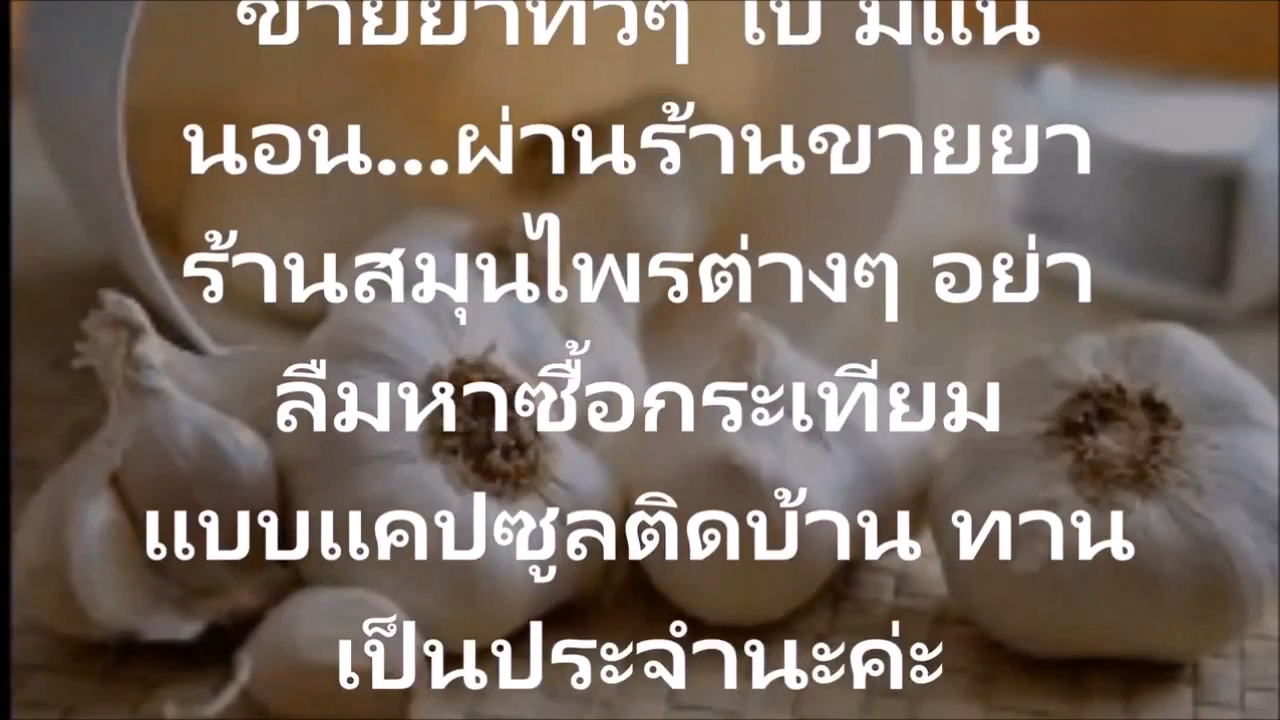 นอน...ผ่านร้านขายยา
ร้านสมุนไพรต่างๆ อย่า
ลืมหาซื้อกระเทียม
แบบแคปซูลติดบ้าน ทาน
เป็นประจำนะค่ะ